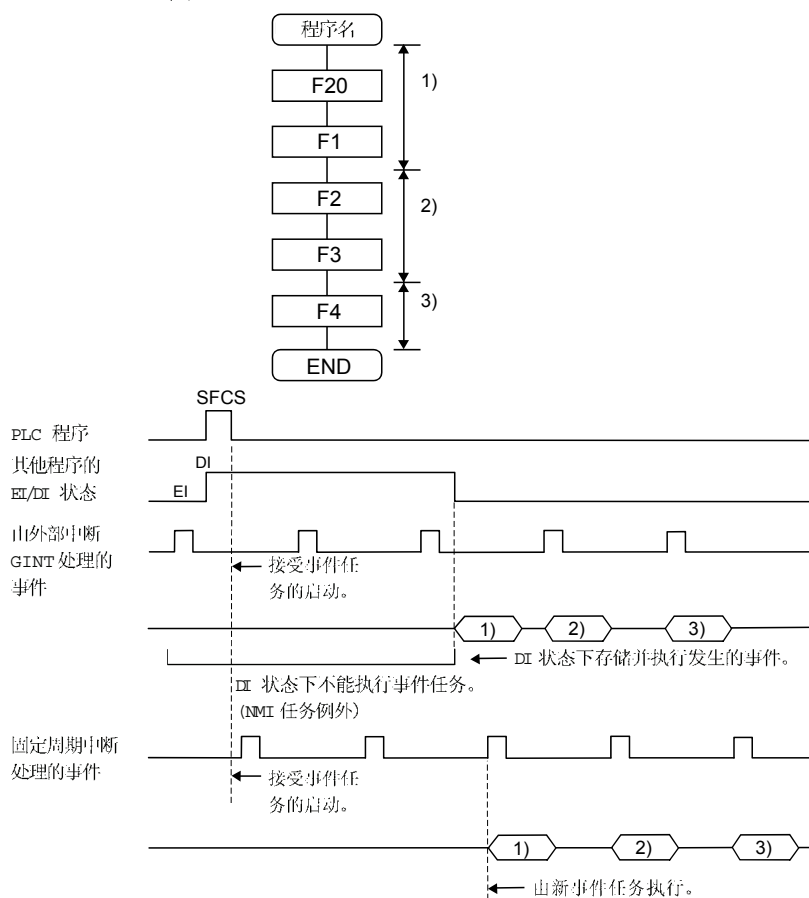 程序名
F20
1)
F1
F2
2)
F3
3)
F4
END
SFCS
PLC 程序
其他程序的
EI/DI 状态
DI
EI
由外部中断
GINT 处理的
事件
接受事件任
务的启动。
1)
2)
3)
DI 状态下存储并执行发生的事件。
DI 状态下不能执行事件任务。
(NMI 任务例外)
固定周期中断
处理的事件
接受事件任
务的启动。
1)
2)
3)
由新事件任务执行。